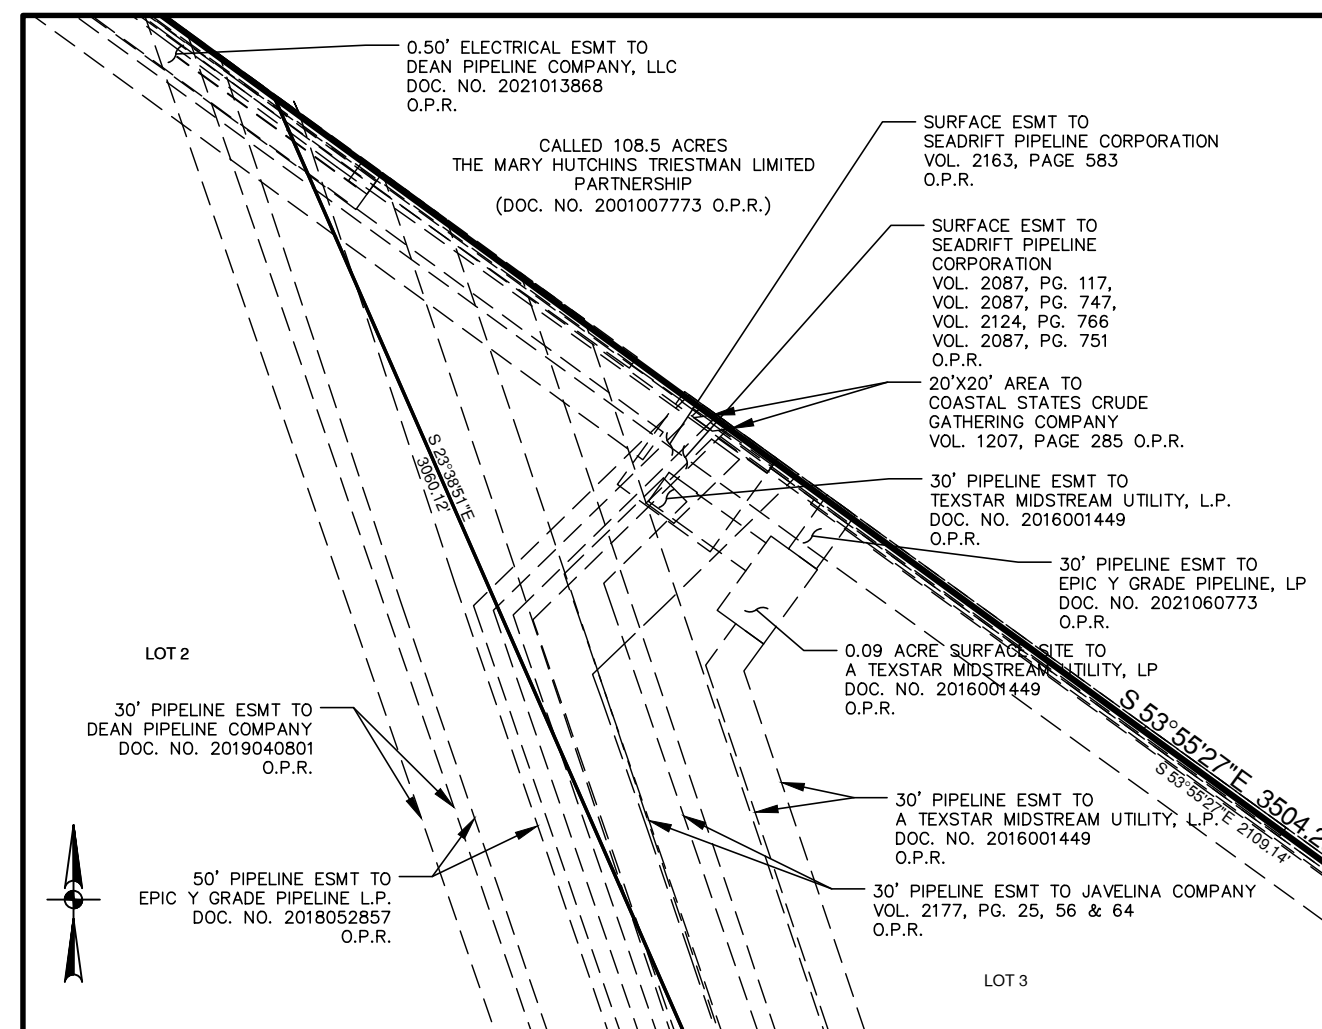 0.50' ELECTRICAL ESMT TO
DEAN PIPELINE COMPANY, LLC
DOC. NO. 2021013868
O.P.R.
CALLED 108.5 ACRES
THE MARY HUTCHINS TRIESTMAN LIMITED
PARTNERSHIP
(DOC. NO. 2001007773 O.P.R.)
SURFACE ESMT TO
SEADRIFT PIPELINE CORPORATION
VOL. 2163, PAGE 583
O.P.R.
SURFACE ESMT TO
SEADRIFT PIPELINE
CORPORATION
VOL. 2087, PG. 117,
VOL. 2087, PG. 747,
VOL. 2124, PG. 766
VOL. 2087, PG. 751
O.P.R.
20'X20' AREA TO
COASTAL STATES CRUDE
GATHERING COMPANY
VOL. 1207, PAGE 285 O.P.R.
30' PIPELINE ESMT TO
TEXSTAR MIDSTREAM UTILITY, L.P.
DOC. NO. 2016001449
O.P.R.
30' PIPELINE ESMT TO
EPIC Y GRADE PIPELINE, LP
DOC. NO. 2021060773
O.P.R.
0.09 ACRE SURFACE SITE TO
A TEXSTAR MIDSTREAM UTILITY, LP
DOC. NO. 2016001449
O.P.R.
S 23°38'51"E
3060.12'
LOT 2
30' PIPELINE ESMT TO
DEAN PIPELINE COMPANY
DOC. NO. 2019040801
O.P.R.
S 53°55'27"E 3504.2
S 53°55'27"E 2109.14'
30' PIPELINE ESMT TO
A TEXSTAR MIDSTREAM UTILITY, L.P.
DOC. NO. 2016001449
O.P.R.
50' PIPELINE ESMT TO
EPIC Y GRADE PIPELINE L.P.
DOC. NO. 2018052857
O.P.R.
30' PIPELINE ESMT TO JAVELINA COMPANY
VOL. 2177, PG. 25, 56 & 64
O.P.R.
LOT 3